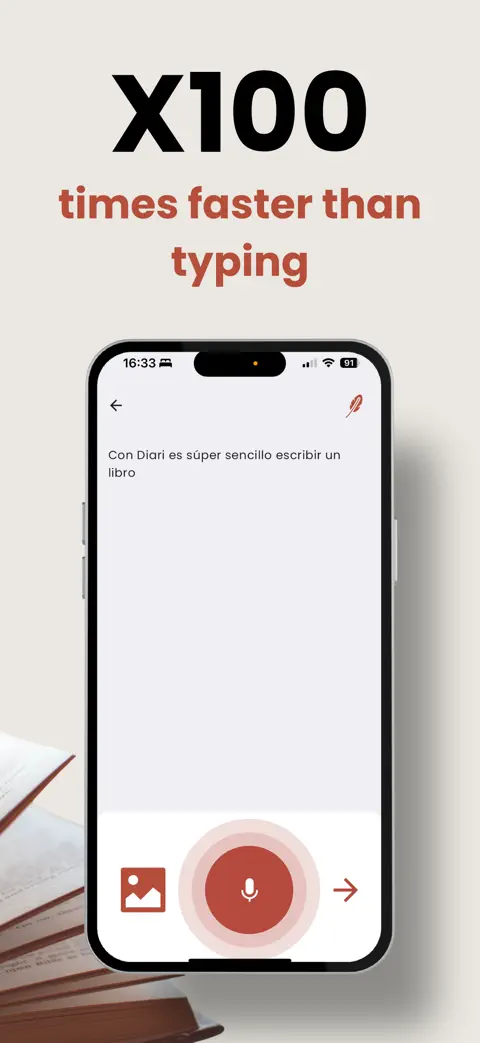 X100
times faster than
typing
16:33
91
Con Diari es súper sencillo escribir un
libro